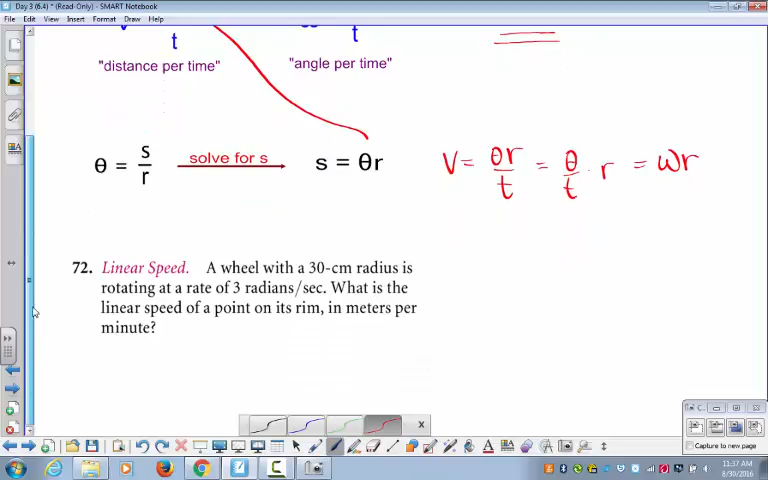 Day 3 (6.4) * (Read-Only) - SMART Notebook
File Edit View Insert Format Draw Help
t t
"distance per time" "angle per time"
θ = s/r solve for s s = θr V = θr/t = θ/t · r = ωr
72. Linear Speed. A wheel with a 30-cm radius is
rotating at a rate of 3 radians/sec. What is the
linear speed of a point on its rim, in meters per
minute?
Capture to new page
11:37 AM
8/30/2016